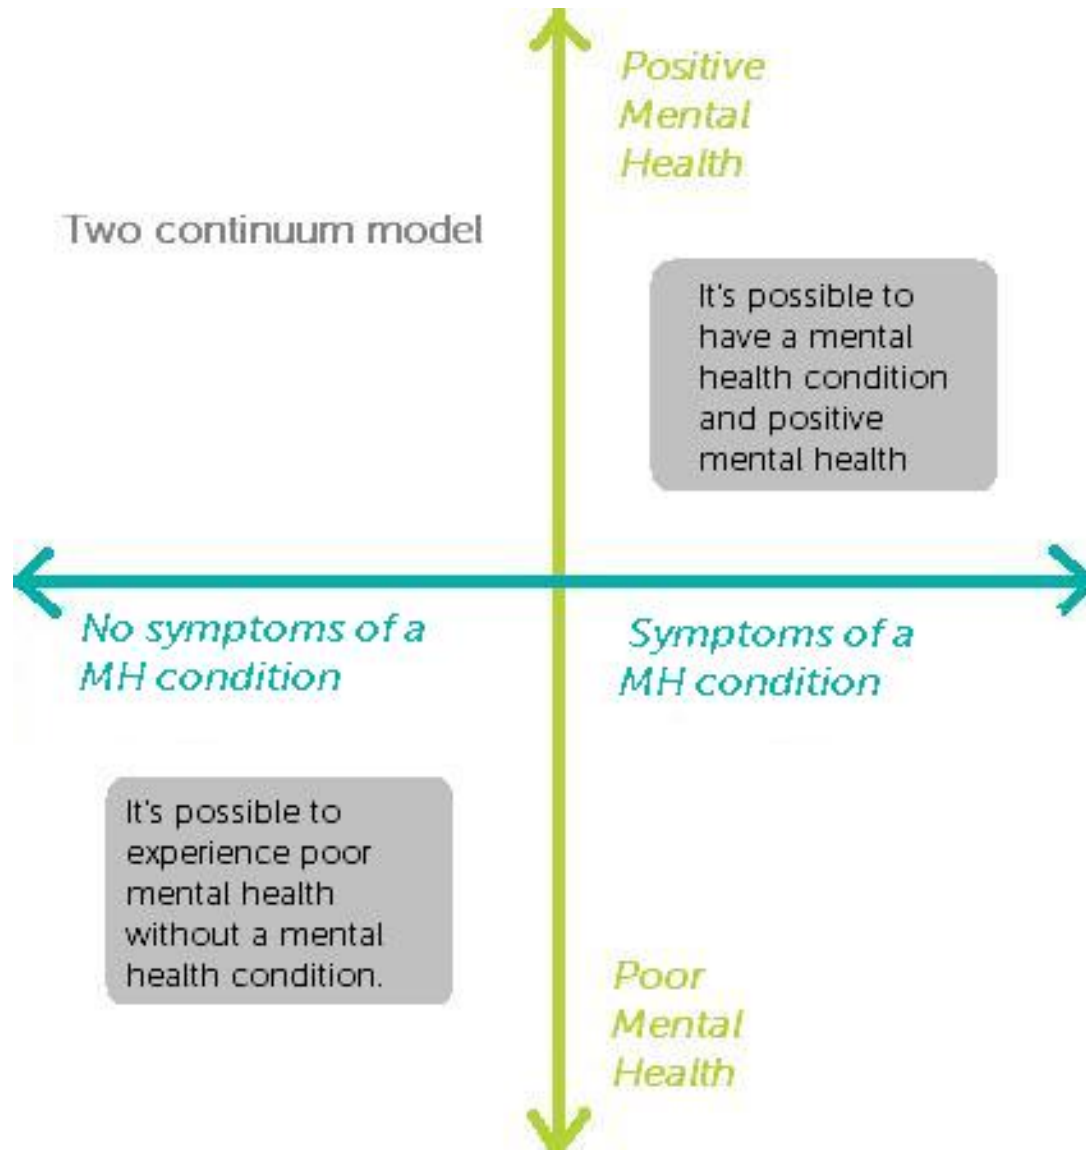 Positive
Mental
Health
Two continuum model
It's possible to
have a mental
health condition
and positive
mental health
No symptoms of a
MH condition
Symptoms of a
MH condition
It's possible to
experience poor
mental health
without a mental
health condition.
Poor
Mental
Health